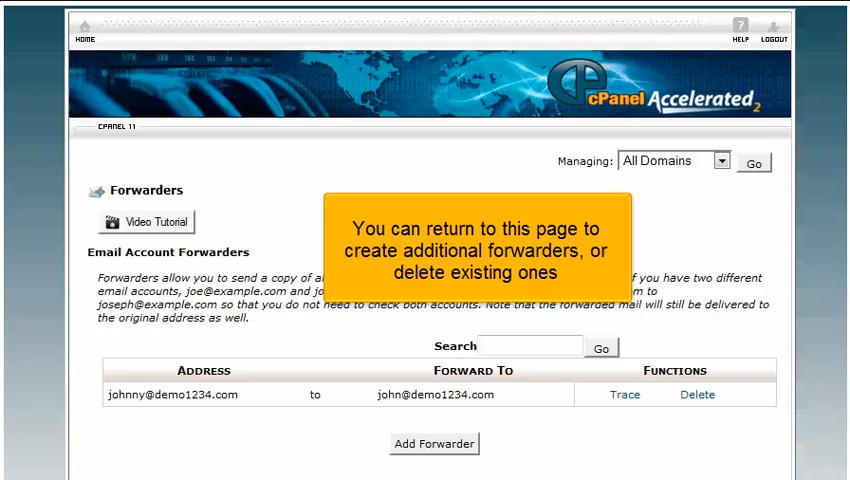 HOME
HELP
LOGOUT
cPanel Accelerated2
CPANEL 11
Managing: All Domains Go
Forwarders
Video Tutorial
You can return to this page to
create additional forwarders, or
delete existing ones
Email Account Forwarders
Forwarders allow you to send a copy of if you have two different
email accounts, joe@example.com and to
joseph@example.com so that you do not need to check both accounts. Note that the forwarded mail will still be delivered to
the original address as well.
Search Go
ADDRESS FORWARD TO FUNCTIONS
johnny@demo1234.com to john@demo1234.com Trace Delete
Add Forwarder